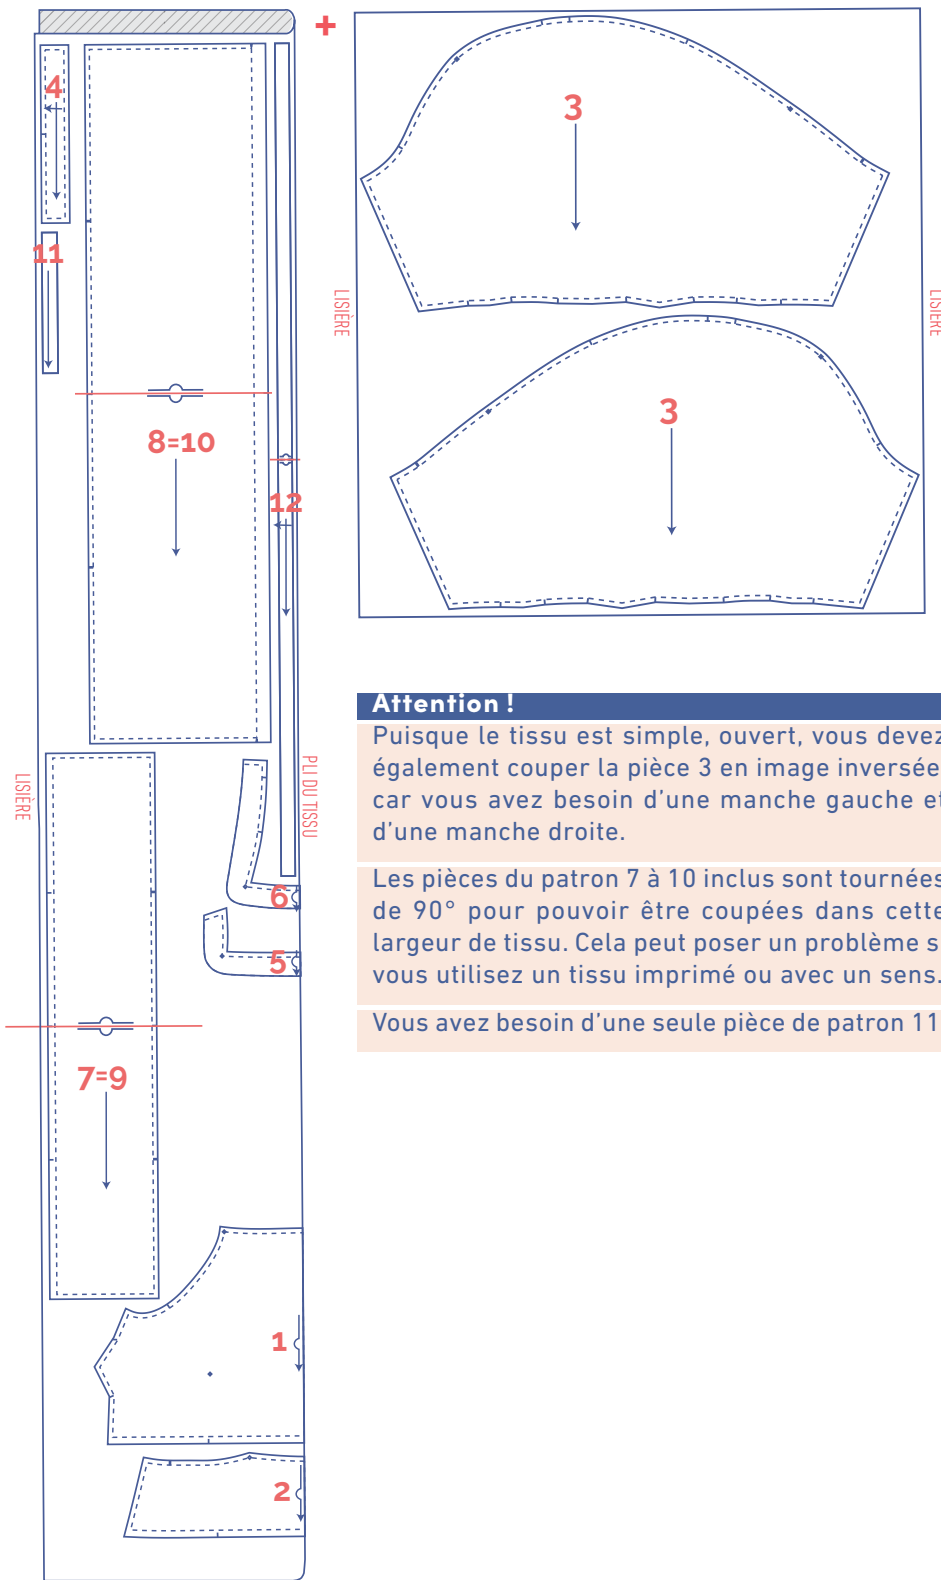 +
4
3
11
LISIÈRE
LISIÈRE
3
8=10
12
Attention !
Puisque le tissu est simple, ouvert, vous devez
également couper la pièce 3 en image inversée
car vous avez besoin d’une manche gauche et
d’une manche droite.
LISIÈRE
PLI DU TISSU
Les pièces du patron 7 à 10 inclus sont tournées
de 90° pour pouvoir être coupées dans cette
largeur de tissu. Cela peut poser un problème
vous utilisez un tissu imprimé ou avec un sens.
6
5
Vous avez besoin d’une seule pièce de patron 11
7=9
1
2